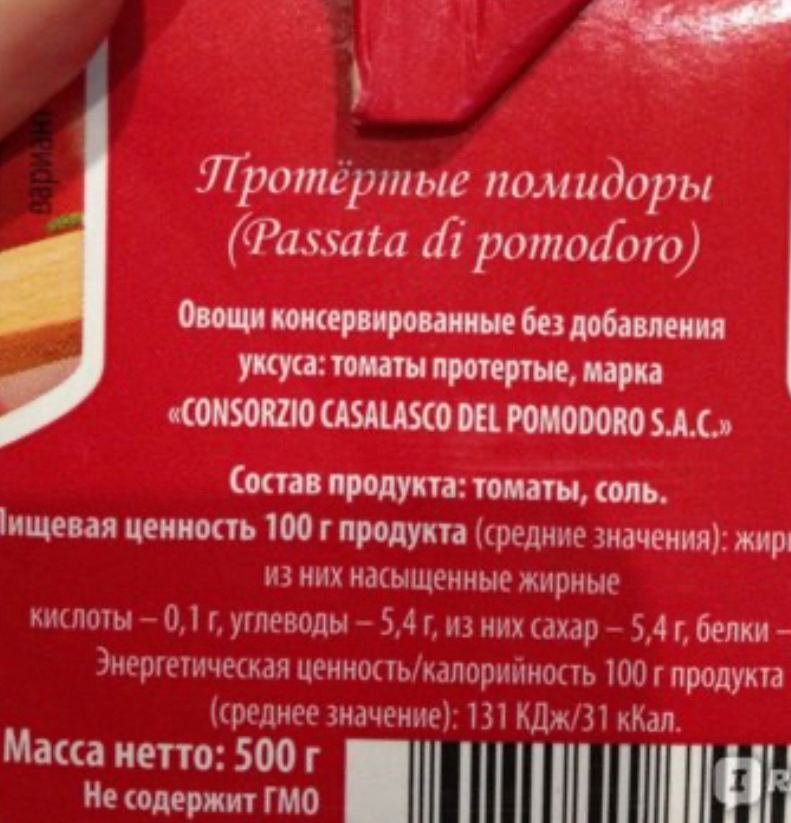 Протёртые помидоры
(Passata di pomodoro)
Овощи консервированные без добавления
уксуса: томаты протертые, марка
«CONSORZIO CASALASCO DEL POMODORO S.A.C.»
Состав продукта: томаты, соль.
Пищевая ценность 100 г продукта (средние значения):
из них насыщенные жирные
кислоты – 0,1 г, углеводы – 5,4 г, из них сахар – 5,4 г, белки –
Энергетическая ценность/калорийность 100 г продукта
(среднее значение): 131 КДж/31 кКал.
Масса нетто: 500 г
Не содержит ГМО